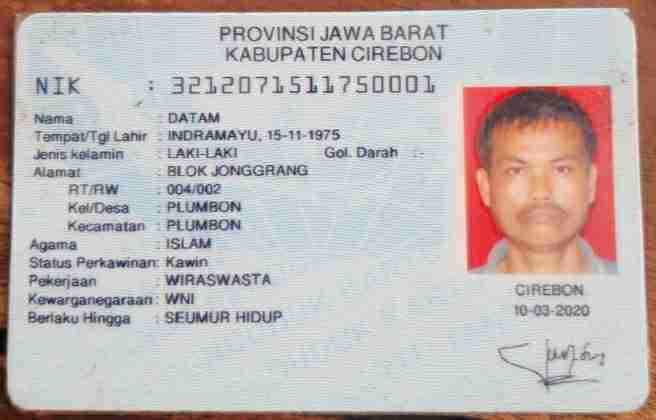 PROVINSI JAWA BARAT
KABUPATEN CIREBON
NIK : 3212071511750001
Nama : DATAM
Tempat/Tgl Lahir : INDRAMAYU, 15-11-1975
Jenis kelamin : LAKI-LAKI Gol. Darah : -
Alamat : BLOK JONGGRANG
RT/RW : 004/002
Kel/Desa : PLUMBON
Kecamatan : PLUMBON
Agama : ISLAM
Status Perkawinan: Kawin
Pekerjaan : WIRASWASTA
Kewarganegaraan : WNI
Berlaku Hingga : SEUMUR HIDUP
CIREBON
10-03-2020